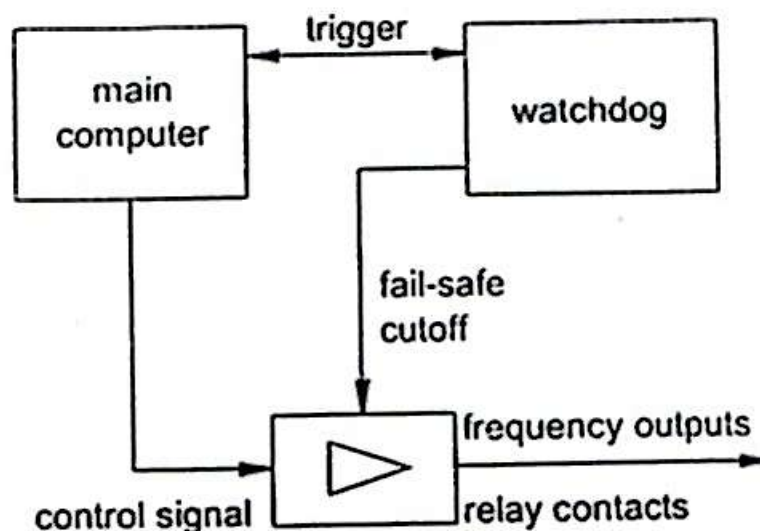 trigger
main
computer
watchdog
fail-safe
cutoff
frequency outputs
control signal
relay contacts